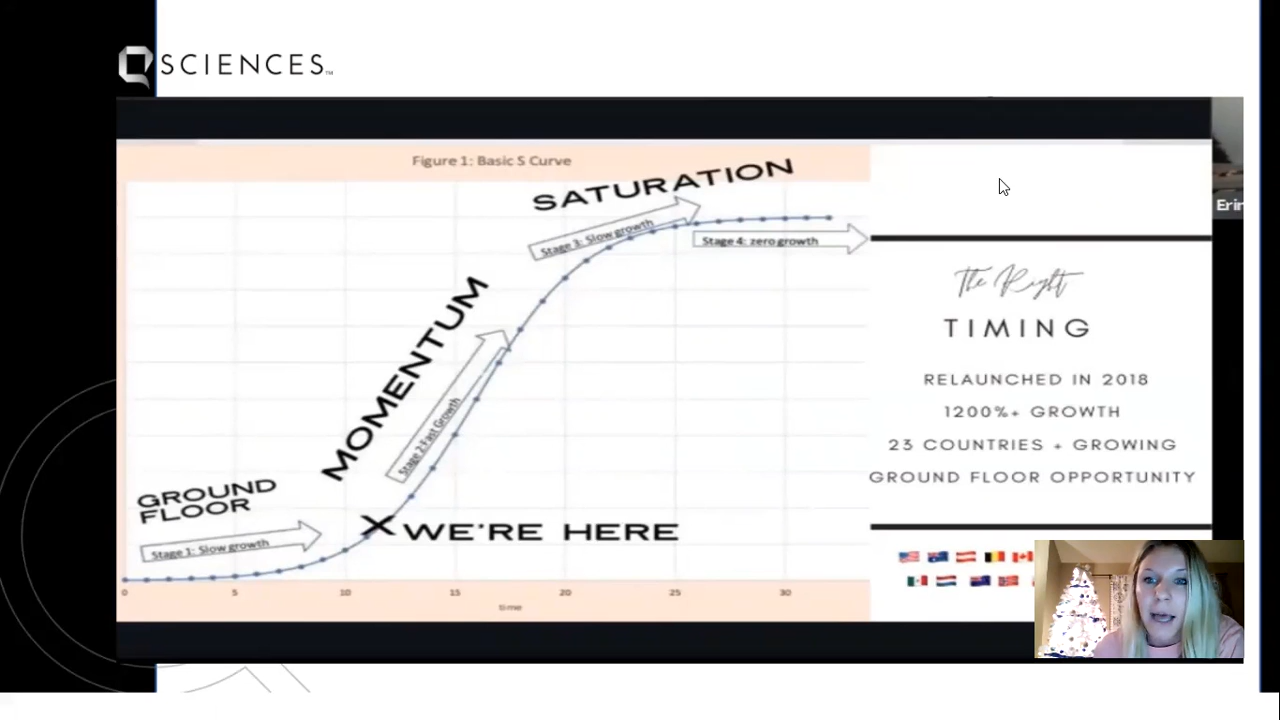 Q SCIENCES™
Figure 1: Basic S Curve
SATURATION
Stage 3: Slow growth
Stage 4: zero growth
MOMENTUM
Stage 2: Fast Growth
GROUND
FLOOR
Stage 1: Slow growth
X WE'RE HERE
0 5 10 15 20 25 30
time
Erin
The Right
TIMING
RELAUNCHED IN 2018
1200%+ GROWTH
23 COUNTRIES + GROWING
GROUND FLOOR OPPORTUNITY